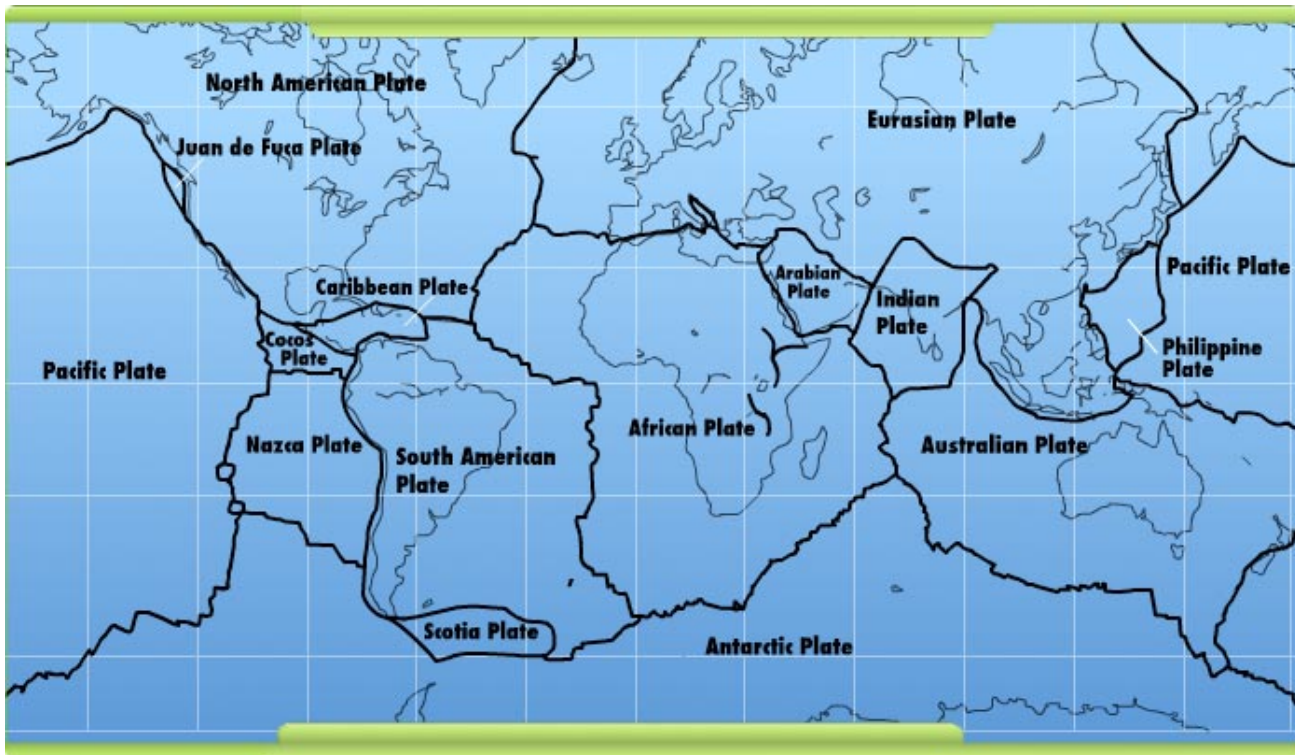 North American Plate
Eurasian Plate
Juan de Fuca Plate
Caribbean Plate
Arabian
Plate
Pacific Plate
Indian
Plate
Cocos
Plate
Philippine
Plate
Pacific Plate
African Plate
Nazca Plate
South American
Plate
Australian Plate
Scotia Plate
Antarctic Plate